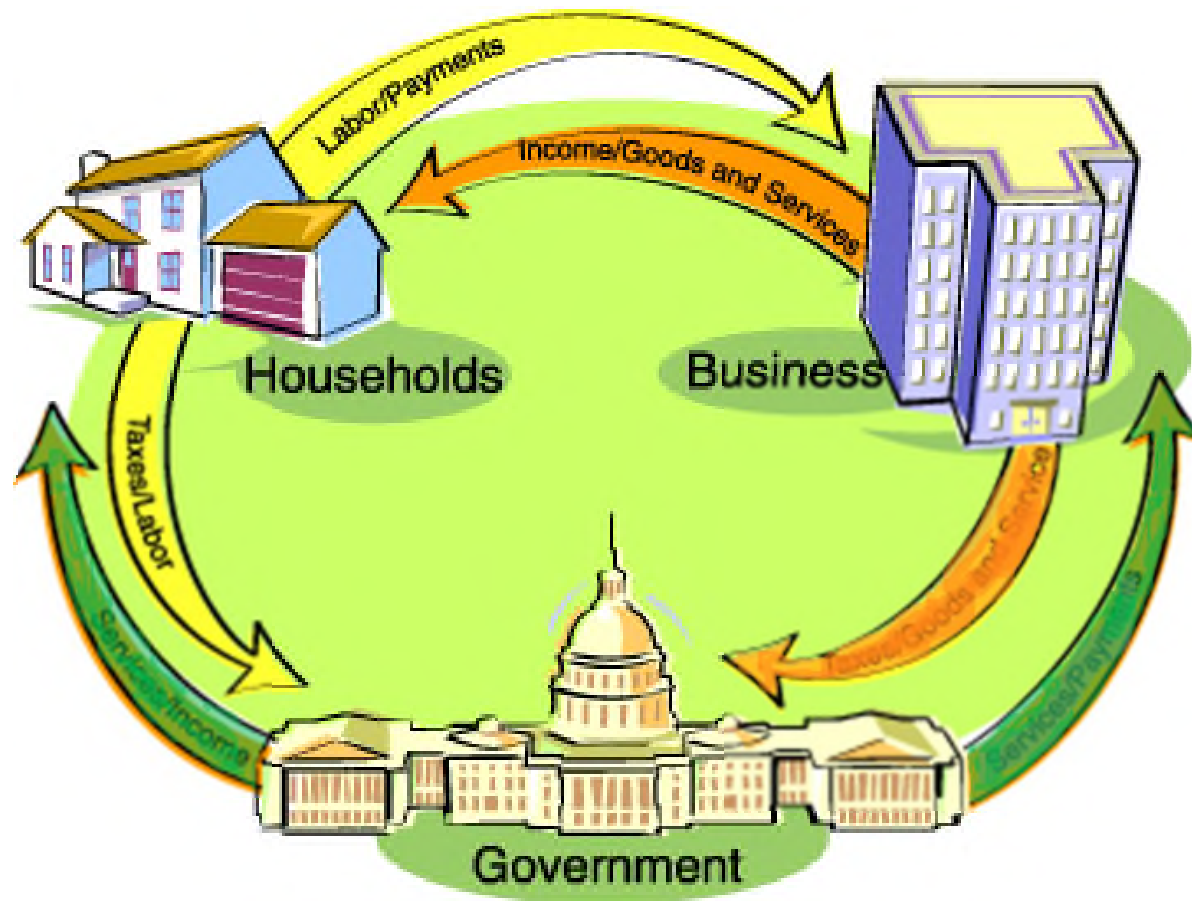 Labor/Payments
Income/Goods and Services
Households
Business
Taxes/Labor
Taxes/Goods and Service
Services/Income
Services/Payments
Government